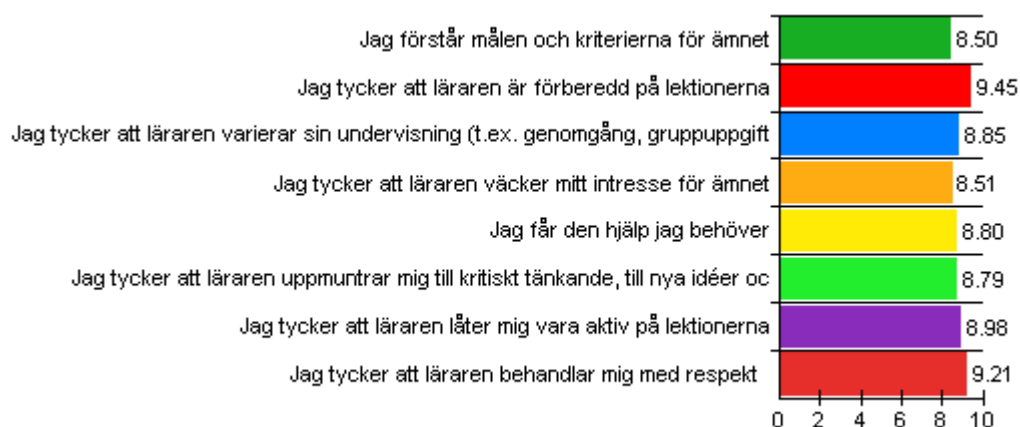 Jag förstår målen och kriterierna för ämnet 8.50
Jag tycker att läraren är förberedd på lektionerna 9.45
Jag tycker att läraren varierar sin undervisning (t.ex. genomgång, gruppuppgift 8.85
Jag tycker att läraren väcker mitt intresse för ämnet 8.51
Jag får den hjälp jag behöver 8.80
Jag tycker att läraren uppmuntrar mig till kritiskt tänkande, till nya idéer oc 8.79
Jag tycker att läraren låter mig vara aktiv på lektionerna 8.98
Jag tycker att läraren behandlar mig med respekt 9.21
0 2 4 6 8 10